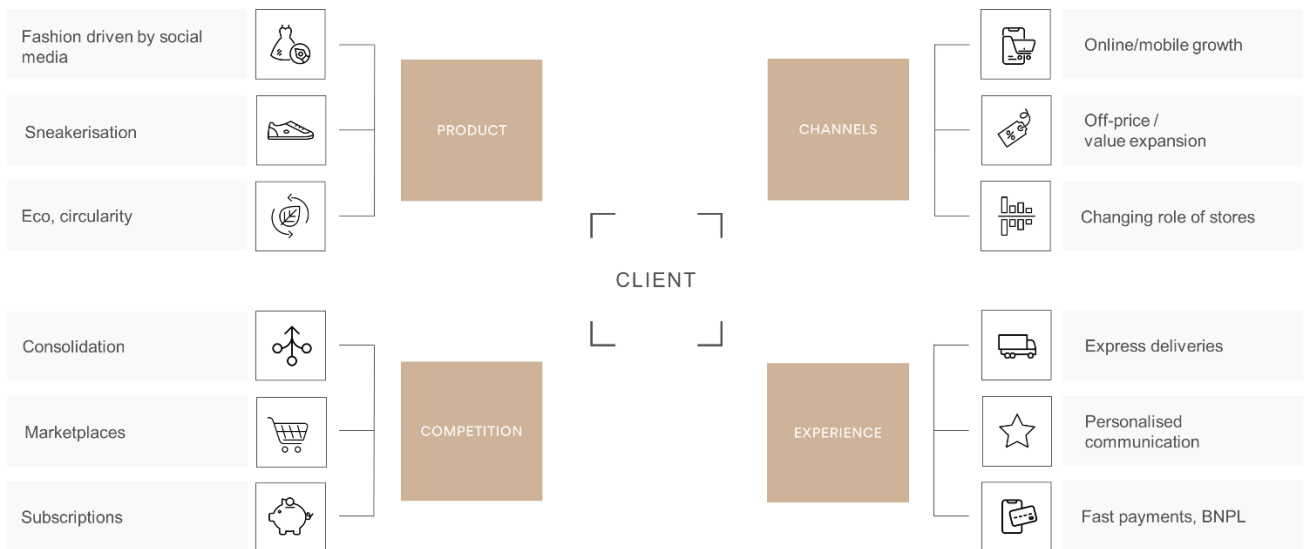 Fashion driven by social
media
Sneakerisation
Eco, circularity
PRODUCT
CHANNELS
Online/mobile growth
Off-price /
value expansion
%
Changing role of stores
CLIENT
Consolidation
Marketplaces
Subscriptions
COMPETITION
EXPERIENCE
Express deliveries
Personalised
communication
Fast payments, BNPL